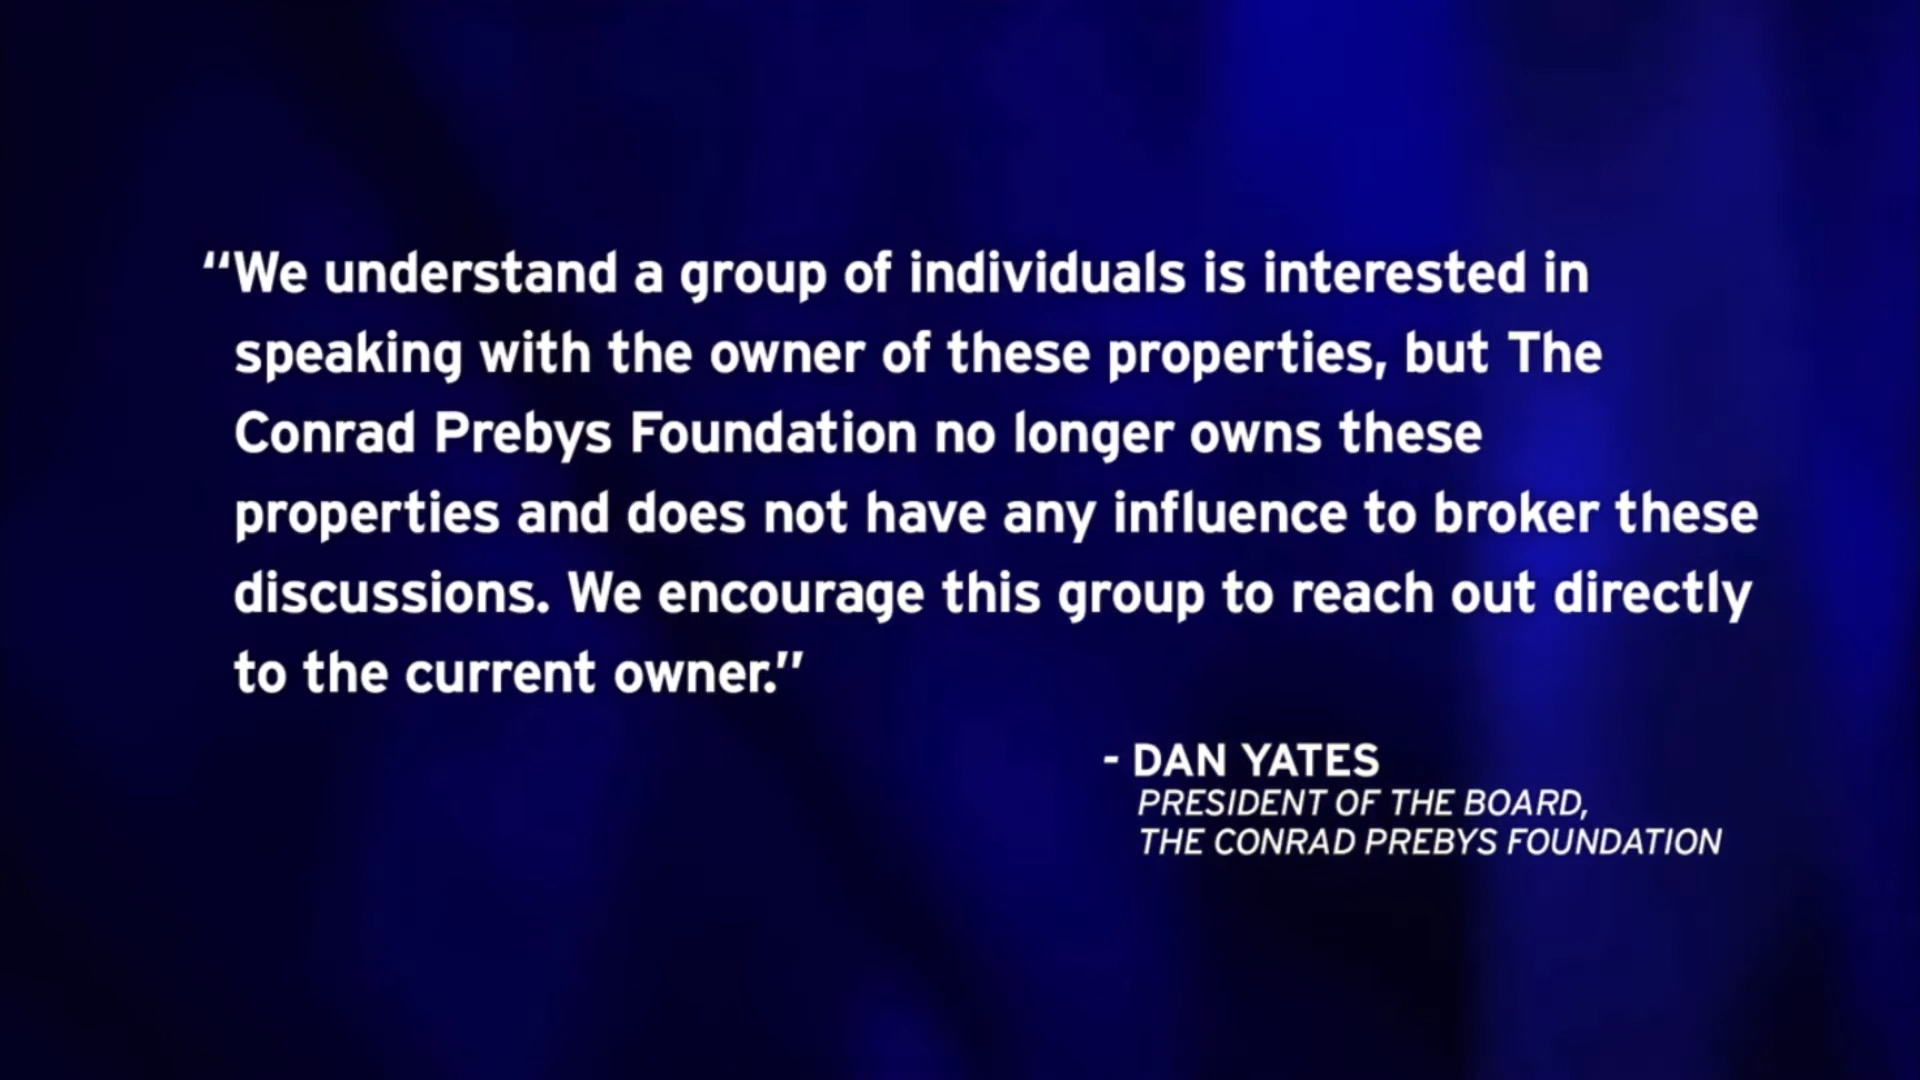 “We understand a group of individuals is interested in
speaking with the owner of these properties, but The
Conrad Prebys Foundation no longer owns these
properties and does not have any influence to broker these
discussions. We encourage this group to reach out directly
to the current owner.”
- DAN YATES
PRESIDENT OF THE BOARD,
THE CONRAD PREBYS FOUNDATION